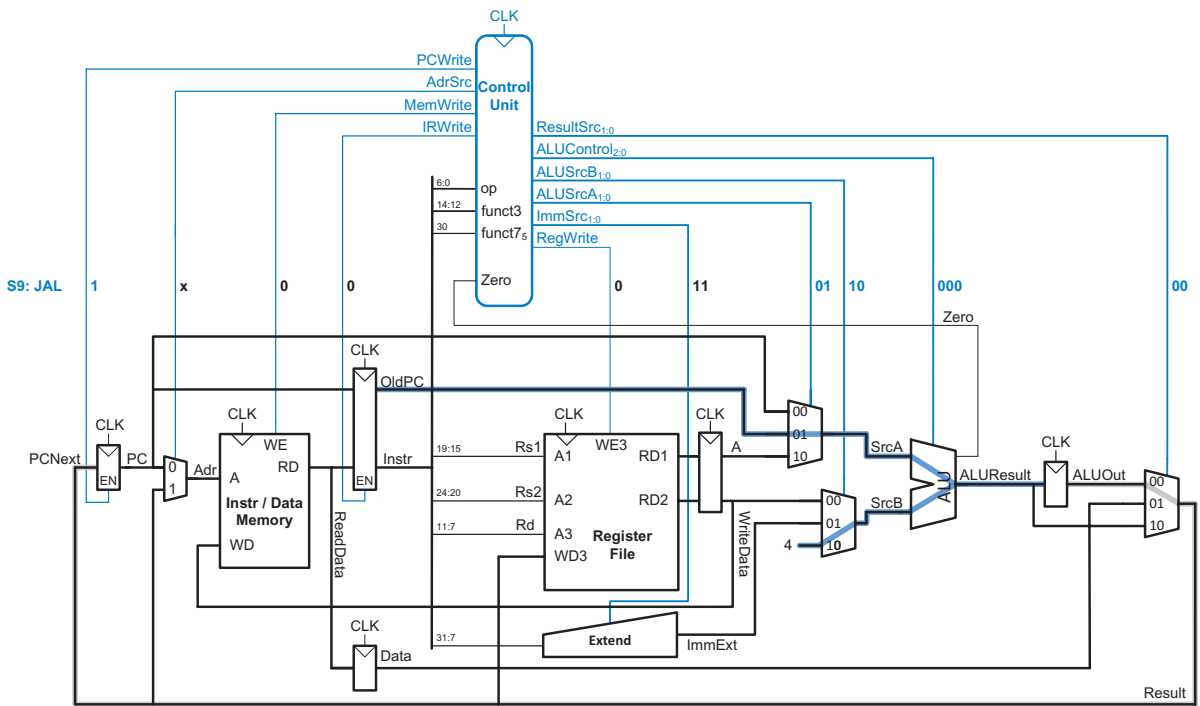 CLK
PCWrite
AdrSrc
MemWrite
IRWrite
Control
Unit
ResultSrc1:0
ALUControl2:0
ALUSrcB1:0
ALUSrcA1:0
ImmSrc1:0
RegWrite
6:0 op
14:12 funct3
30 funct75
Zero
S9: JAL 1 x 0 0 0 11 01 10 000 00
Zero
CLK
OldPC
CLK CLK CLK CLK CLK
PCNext PC EN
0
1
Adr
WE
A RD
Instr / Data
Memory
WD
ReadData
Instr
EN
19:15 Rs1 A1
WE3
RD1
A
24:20 Rs2 A2
RD2
11:7 Rd A3
WD3
Register
File
WriteData
00
01
10
SrcA
00
01
4 10
SrcB
ALU
ALUResult
ALUOut
00
01
10
31:7
Extend
ImmExt
CLK
Data
Result